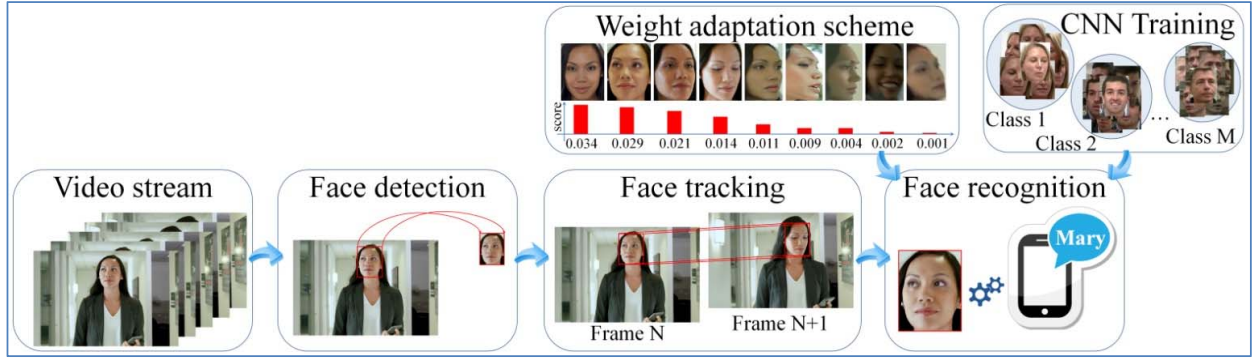 Weight adaptation scheme
score
0.034 0.029 0.021 0.014 0.011 0.009 0.004 0.002 0.001
CNN Training
Class 1
Class 2
...
Class M
Video stream
Face detection
Face tracking
Frame N
Frame N+1
Face recognition
Mary